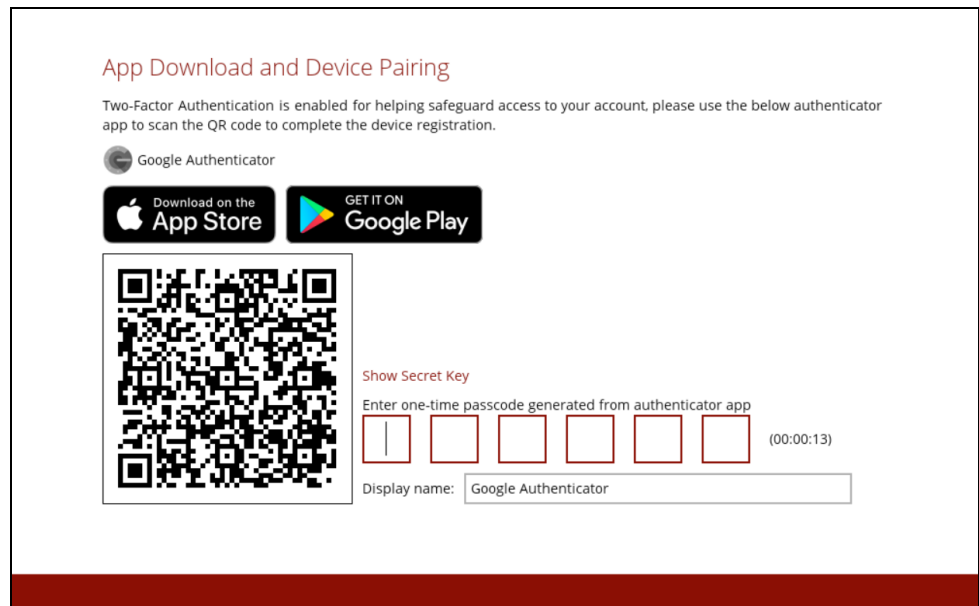 App Download and Device Pairing
Two-Factor Authentication is enabled for helping safeguard access to your account, please use the below authenticator
app to scan the QR code to complete the device registration.
Google Authenticator
Download on the
App Store
GET IT ON
Google Play
Show Secret Key
Enter one-time passcode generated from authenticator app
(00:00:13)
Display name: Google Authenticator